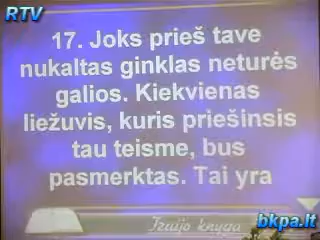 RTV
17. Joks prieš tave
nukaltas ginklas neturės
galios. Kiekvienas
liežuvis, kuris priešinsis
tau teisme, bus
pasmerktas. Tai yra
Izaijo knyga
bkpa.lt